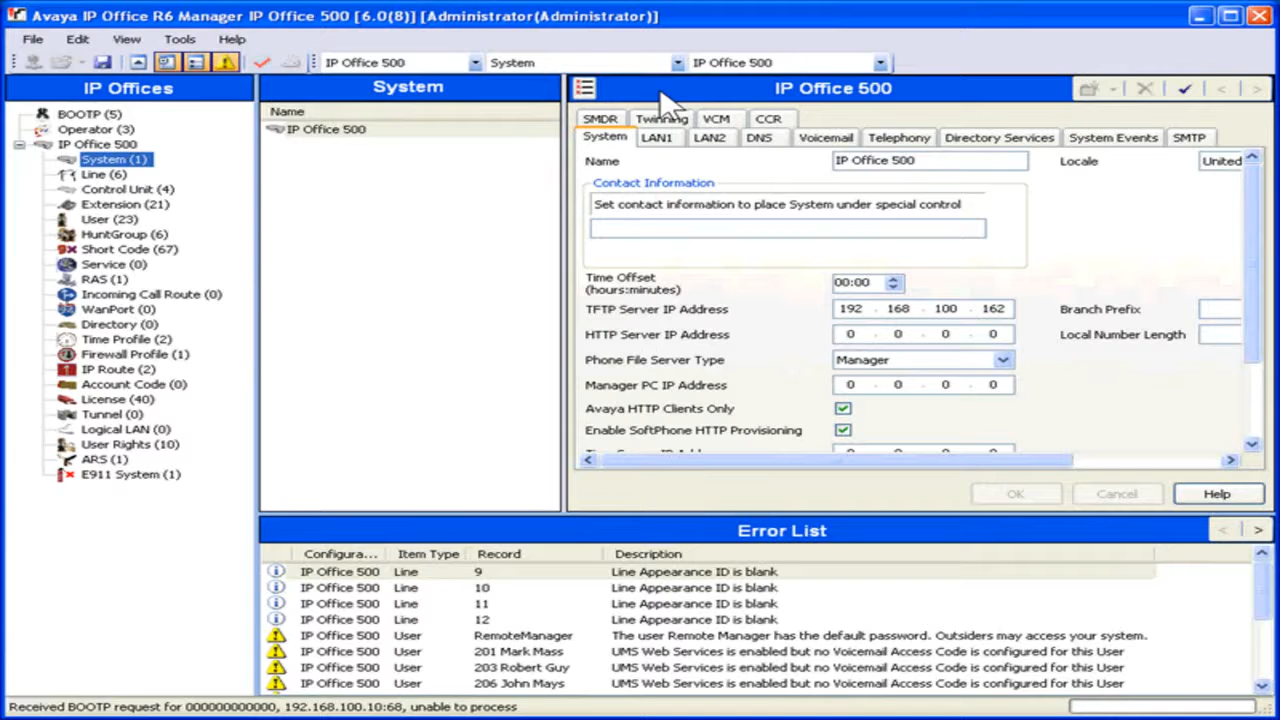 Avaya IP Office R6 Manager IP Office 500 [6.0(8)] [Administrator(Administrator)]
File Edit View Tools Help
IP Office 500 System IP Office 500
IP Offices
BOOTP (5)
Operator (3)
IP Office 500
System (1)
Line (6)
Control Unit (4)
Extension (21)
User (23)
HuntGroup (6)
Short Code (67)
Service (0)
RAS (1)
Incoming Call Route (0)
WanPort (0)
Directory (0)
Time Profile (2)
Firewall Profile (1)
IP Route (2)
Account Code (0)
License (40)
Tunnel (0)
Logical LAN (0)
User Rights (10)
ARS (1)
E911 System (1)
System
Name
IP Office 500
IP Office 500
SMDR Twinning VCM CCR
System LAN1 LAN2 DNS Voicemail Telephony Directory Services System Events SMTP
Name IP Office 500 Locale United
Contact Information
Set contact information to place System under special control
Time Offset
(hours:minutes) 00:00
TFTP Server IP Address 192 . 168 . 100 . 162 Branch Prefix
HTTP Server IP Address 0 . 0 . 0 . 0 Local Number Length
Phone File Server Type Manager
Manager PC IP Address 0 . 0 . 0 . 0
Avaya HTTP Clients Only
Enable SoftPhone HTTP Provisioning
OK Cancel Help
Error List
Configura... Item Type Record Description
IP Office 500 Line 9 Line Appearance ID is blank
IP Office 500 Line 10 Line Appearance ID is blank
IP Office 500 Line 11 Line Appearance ID is blank
IP Office 500 Line 12 Line Appearance ID is blank
IP Office 500 User RemoteManager The user Remote Manager has the default password. Outsiders may access your system.
IP Office 500 User 201 Mark Mass UMS Web Services is enabled but no Voicemail Access Code is configured for this User
IP Office 500 User 203 Robert Guy UMS Web Services is enabled but no Voicemail Access Code is configured for this User
IP Office 500 User 206 John Mays UMS Web Services is enabled but no Voicemail Access Code is configured for this User
Received BOOTP request for 000000000000, 192.168.100.10:68, unable to process